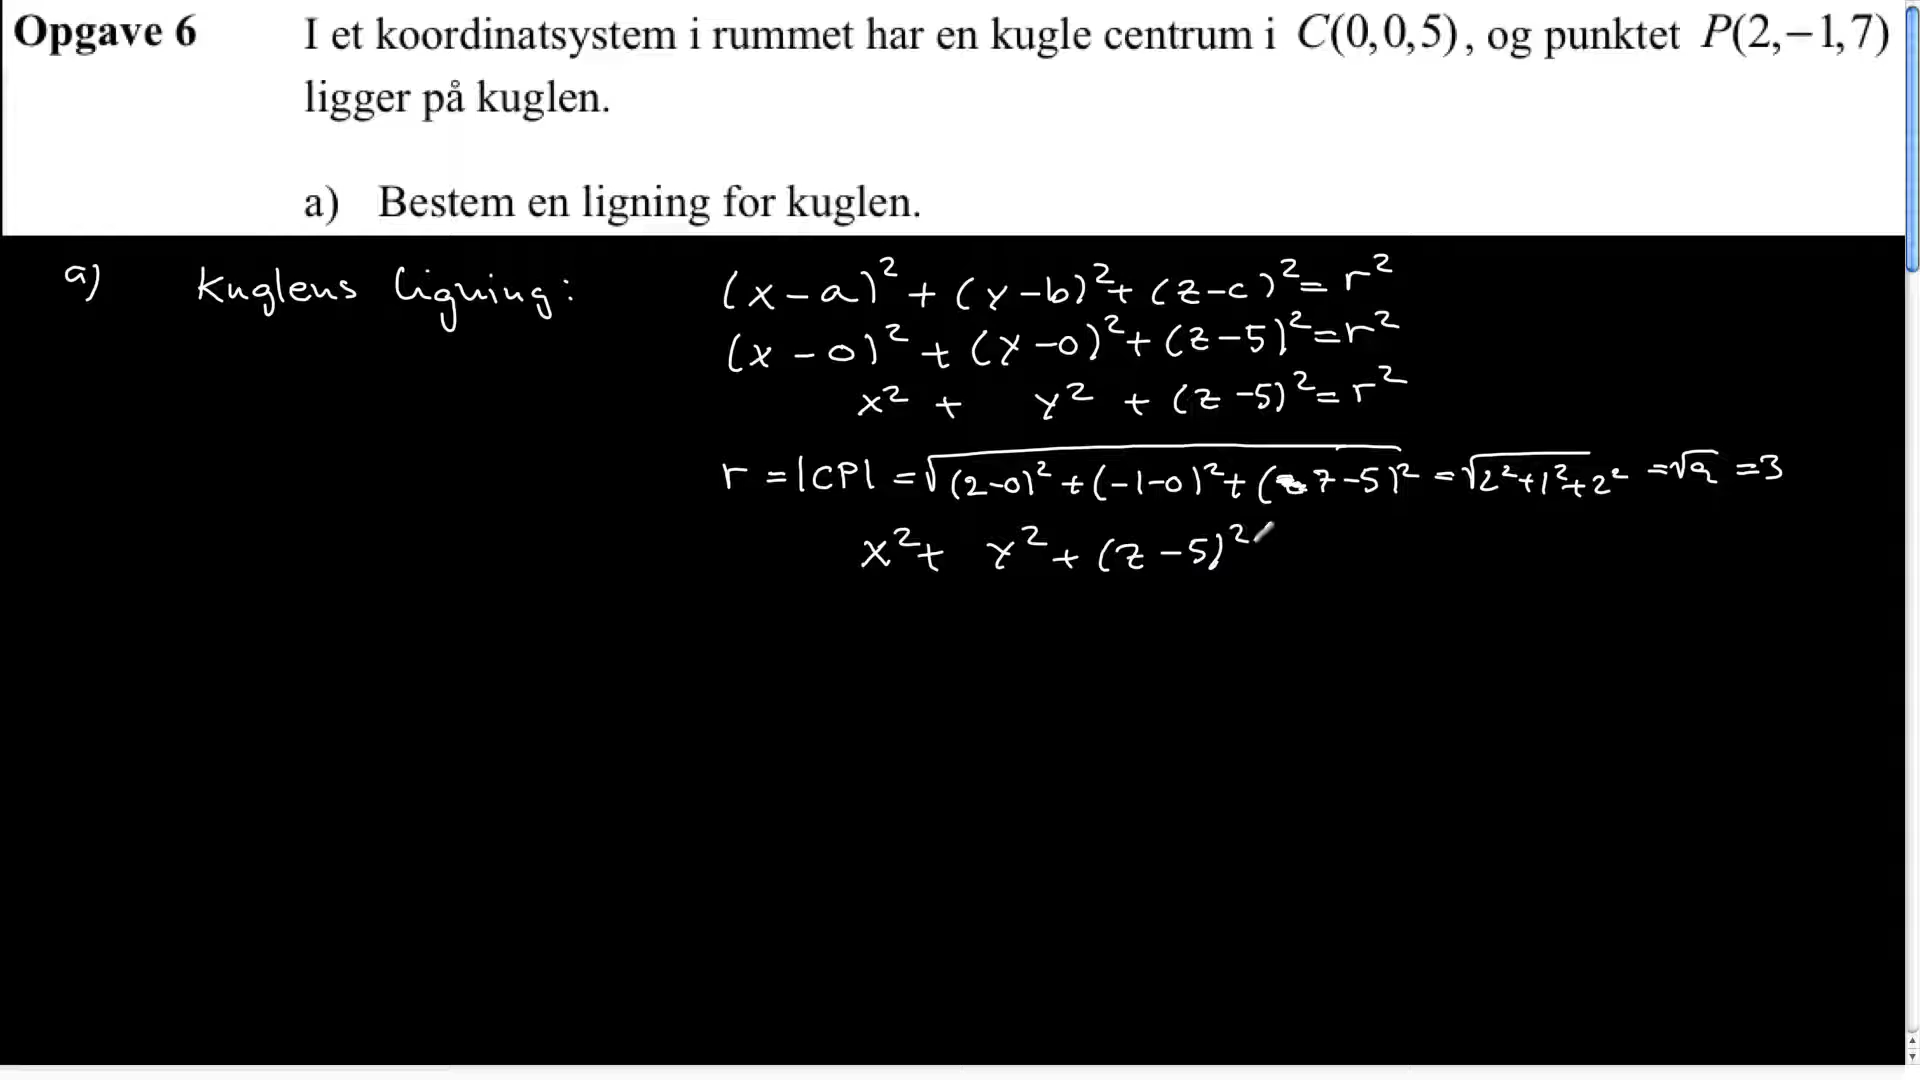 Opgave 6 I et koordinatsystem i rummet har en kugle centrum i C(0,0,5), og punktet P(2,−1,7)
ligger på kuglen.
a) Bestem en ligning for kuglen.
a) Kuglens ligning: (x-a)²+(y-b)²+(z-c)²=r²
(x-0)²+(y-0)²+(z-5)²=r²
x²+ y²+(z-5)²=r²
r=|CP|=√(2-0)²+(-1-0)²+(7-5)²=√2²+1²+2²=√9=3
x²+ y²+(z-5)²